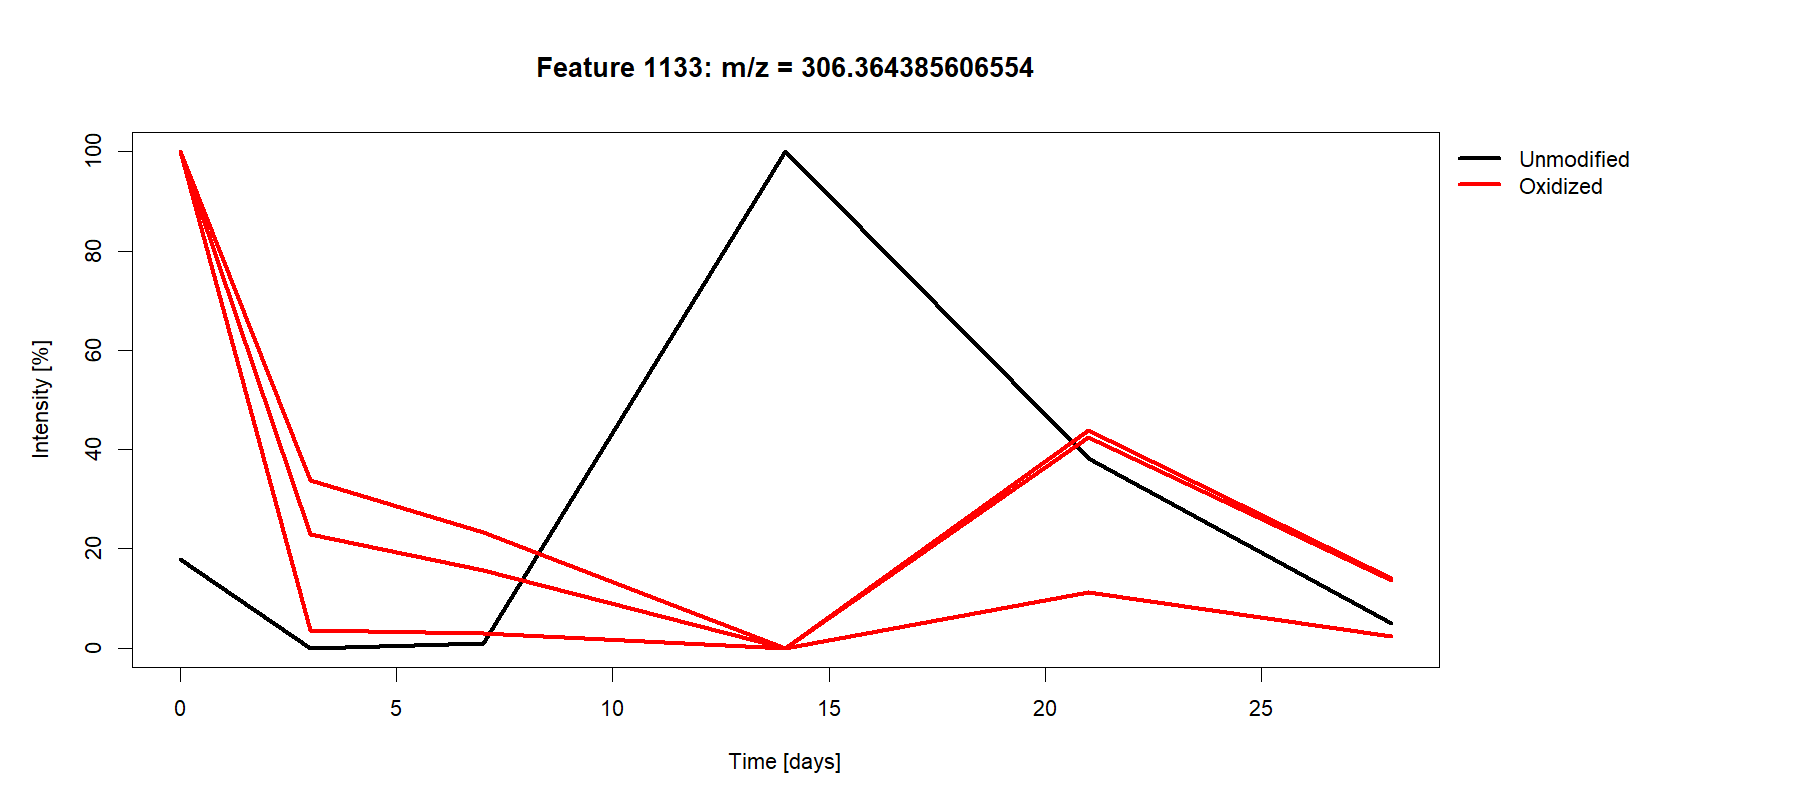 Feature 1133: m/z = 306.364385606554
Unmodified
Oxidized
Intensity [%]
100
80
60
40
20
0
0 5 10 15 20 25
Time [days]